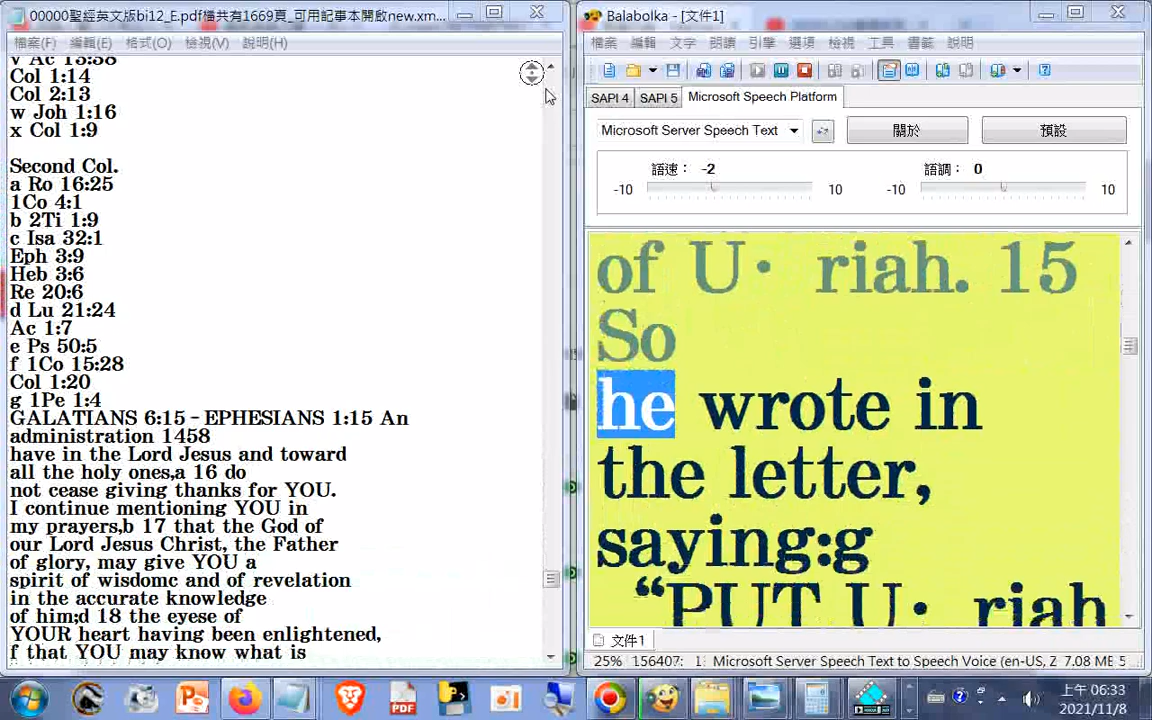 00000聖經英文版bi12_E.pdf檔共有1669頁_可用記事本開啟new.xm...
檔案(F) 編輯(E) 格式(O) 檢視(V) 說明(H)
v Ac 15:38
Col 1:14
Col 2:13
w Joh 1:16
x Col 1:9
Second Col.
a Ro 16:25
1Co 4:1
b 2Ti 1:9
c Isa 32:1
Eph 3:9
Heb 3:6
Re 20:6
d Lu 21:24
Ac 1:7
e Ps 50:5
f 1Co 15:28
Col 1:20
g 1Pe 1:4
GALATIANS 6:15-EPHESIANS 1:15 An
administration 1458
have in the Lord Jesus and toward
all the holy ones,a 16 do
not cease giving thanks for YOU.
I continue mentioning YOU in
my prayers,b 17 that the God of
our Lord Jesus Christ, the Father
of glory, may give YOU a
spirit of wisdomc and of revelation
in the accurate knowledge
of him;d 18 the eyese of
YOUR heart having been enlightened,
f that YOU may know what is
Balabolka - [文件1]
檔案 編輯 文字 朗讀 引擎 選項 檢視 工具 書籤 說明
SAPI 4 SAPI 5 Microsoft Speech Platform
Microsoft Server Speech Text 關於 預設
語速： -2 語調： 0
-10 10 -10 10
of U· riah. 15
So
he wrote in
the letter,
saying:g
“PUT U· riah
文件1
25% 156407: 1 Microsoft Server Speech Text to Speech Voice (en-US, Z 7.08 MB 5
PDF
上午 06:33
2021/11/8